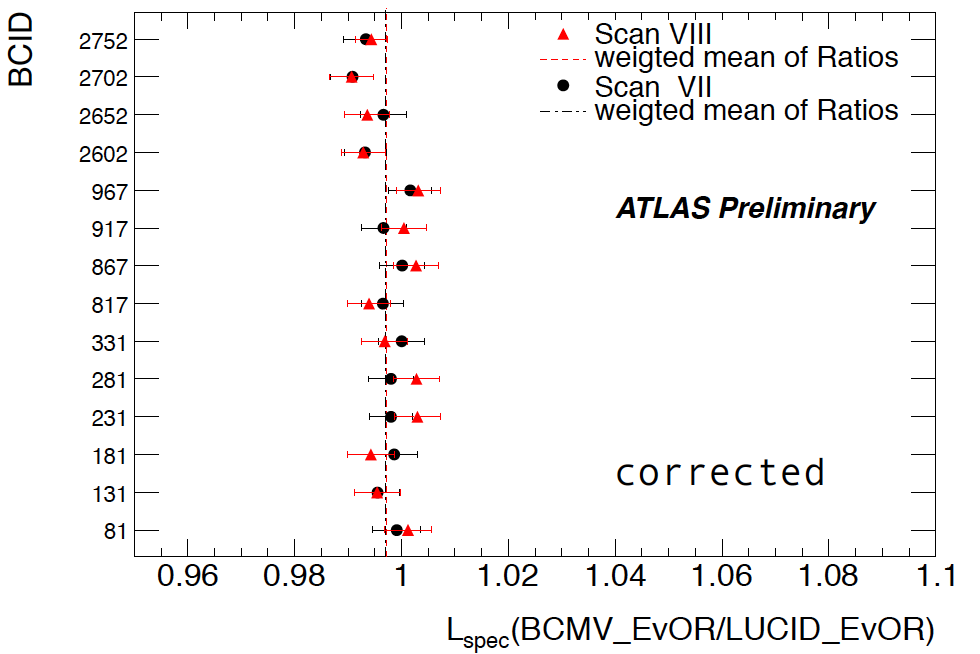 BCID
Scan VIII
weigted mean of Ratios
Scan VII
weigted mean of Ratios
2752
2702
2652
2602
967
917
867
817
331
281
231
181
131
81
ATLAS Preliminary
corrected
0.96 0.98 1 1.02 1.04 1.06 1.08 1.1
L_spec(BCMV_EvOR/LUCID_EvOR)